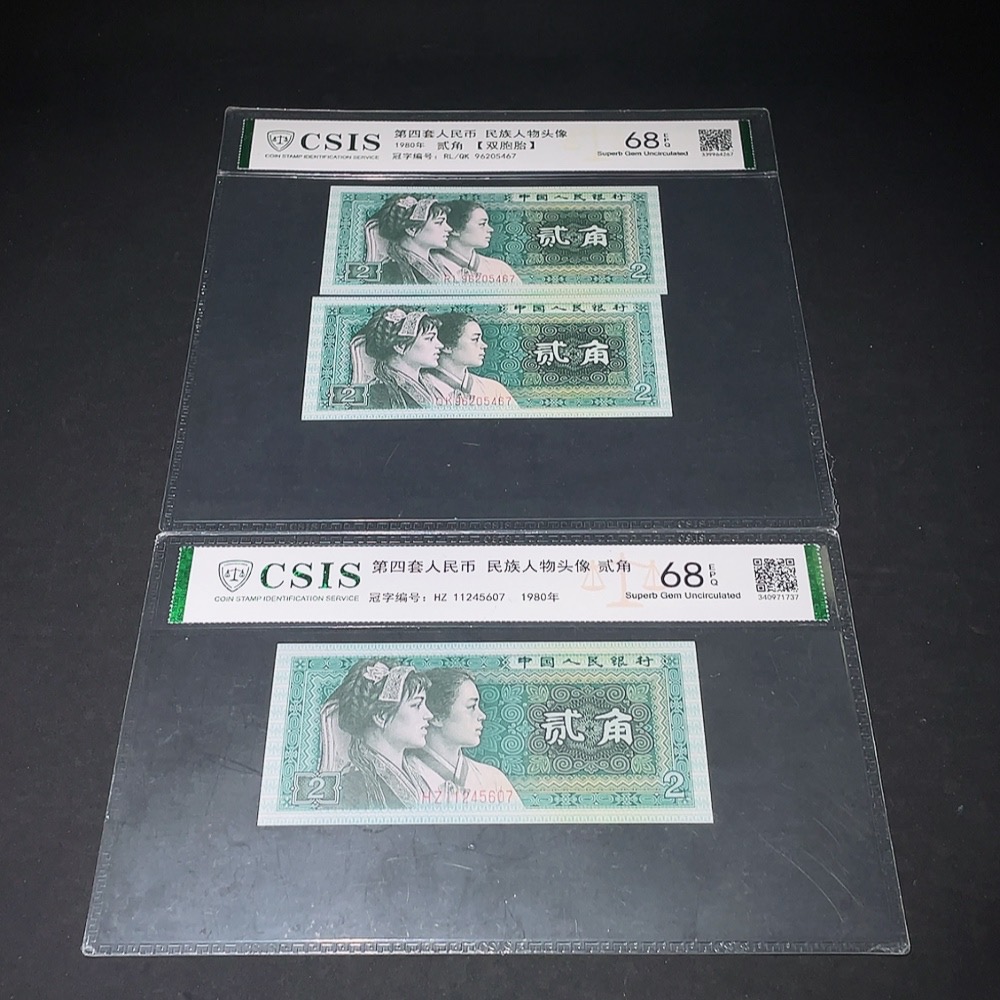 CSIS
COIN STAMP IDENTIFICATION SERVICE
第四套人民币 民族人物头像
1980年 贰角 【双胞胎】
冠字编号：RL/QK 96205467
68 EPQ
Superb Gem Uncirculated
中国人民银行
贰角
2
RL96205467
2
中国人民银行
贰角
2
QK96205467
2
CSIS
COIN STAMP IDENTIFICATION SERVICE
第四套人民币 民族人物头像 贰角
冠字编号：HZ 11245607 1980年
68 EPQ
Superb Gem Uncirculated
340971737
中国人民银行
贰角
2
HZ11245607
2